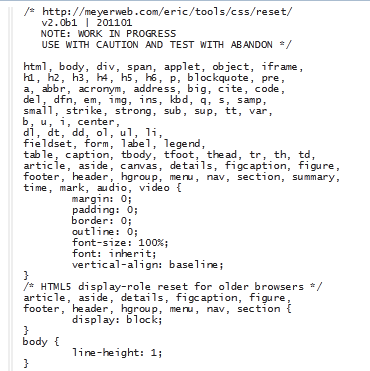 /* http://meyerweb.com/eric/tools/css/reset/
v2.0b1 | 201101
NOTE: WORK IN PROGRESS
USE WITH CAUTION AND TEST WITH ABANDON */
html, body, div, span, applet, object, iframe,
h1, h2, h3, h4, h5, h6, p, blockquote, pre,
a, abbr, acronym, address, big, cite, code,
del, dfn, em, img, ins, kbd, q, s, samp,
small, strike, strong, sub, sup, tt, var,
b, u, i, center,
dl, dt, dd, ol, ul, li,
fieldset, form, label, legend,
table, caption, tbody, tfoot, thead, tr, th, td,
article, aside, canvas, details, figcaption, figure,
footer, header, hgroup, menu, nav, section, summary,
time, mark, audio, video {
margin: 0;
padding: 0;
border: 0;
outline: 0;
font-size: 100%;
font: inherit;
vertical-align: baseline;
}
/* HTML5 display-role reset for older browsers */
article, aside, details, figcaption, figure,
footer, header, hgroup, menu, nav, section {
display: block;
}
body {
line-height: 1;
}